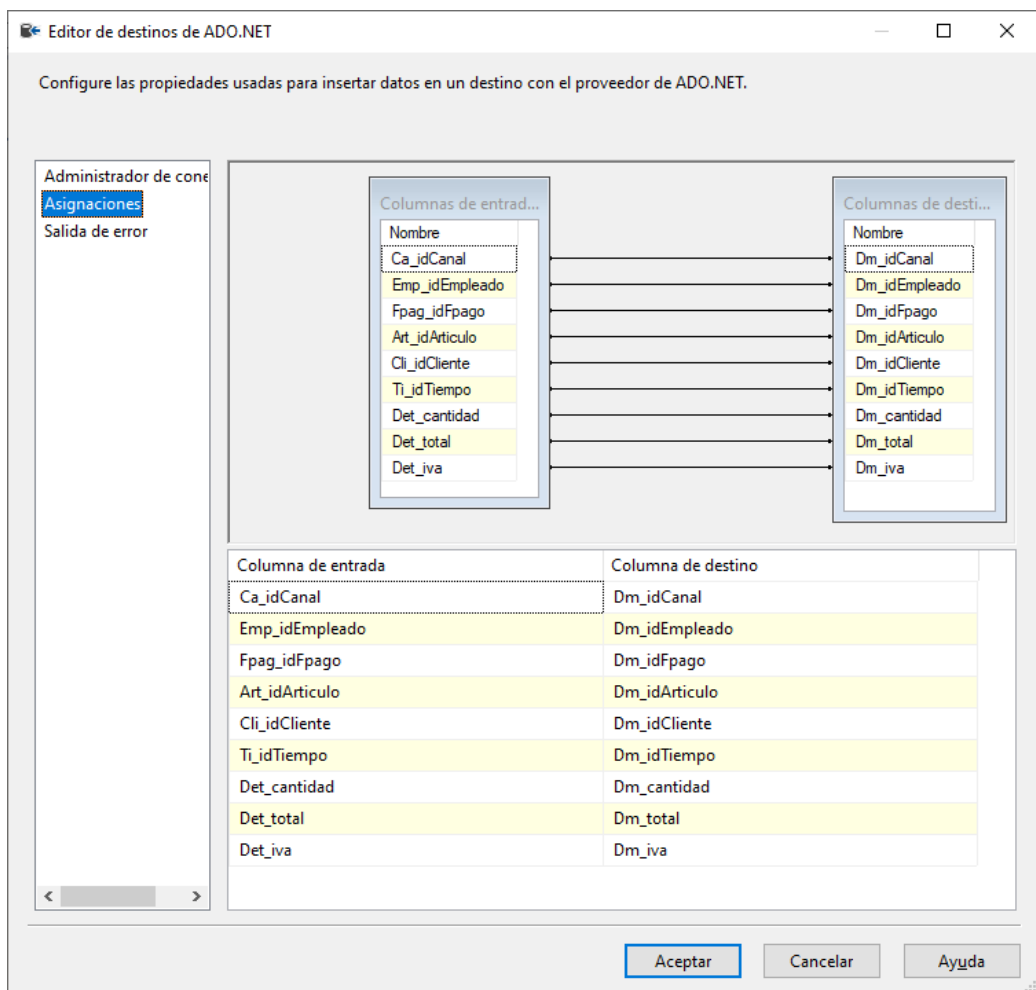 Editor de destinos de ADO.NET
Configure las propiedades usadas para insertar datos en un destino con el proveedor de ADO.NET.
Administrador de cone
Asignaciones
Salida de error
Columnas de entrad...
Nombre
Ca_idCanal
Emp_idEmpleado
Fpag_idFpago
Art_idArticulo
Cli_idCliente
Ti_idTiempo
Det_cantidad
Det_total
Det_iva
Columnas de desti...
Nombre
Dm_idCanal
Dm_idEmpleado
Dm_idFpago
Dm_idArticulo
Dm_idCliente
Dm_idTiempo
Dm_cantidad
Dm_total
Dm_iva
Columna de entrada Columna de destino
Ca_idCanal Dm_idCanal
Emp_idEmpleado Dm_idEmpleado
Fpag_idFpago Dm_idFpago
Art_idArticulo Dm_idArticulo
Cli_idCliente Dm_idCliente
Ti_idTiempo Dm_idTiempo
Det_cantidad Dm_cantidad
Det_total Dm_total
Det_iva Dm_iva
Aceptar Cancelar Ayuda